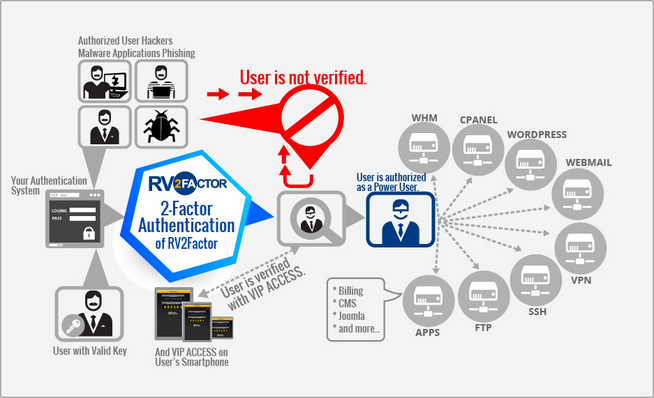 Authorized User Hackers
Malware Applications Phishing
User is not verified.
WHM
CPANEL
WORDPRESS
WEBMAIL
VPN
SSH
FTP
APPS
Your Authentication
System
LOGING
PASS
RV2FACTOR
2-Factor
Authentication
of RV2Factor
User is authorized
as a Power User.
User is verified
with VIP ACCESS.
* Billing
* CMS
* Joomla
* and more...
User with Valid Key
And VIP ACCESS on
User's Smartphone